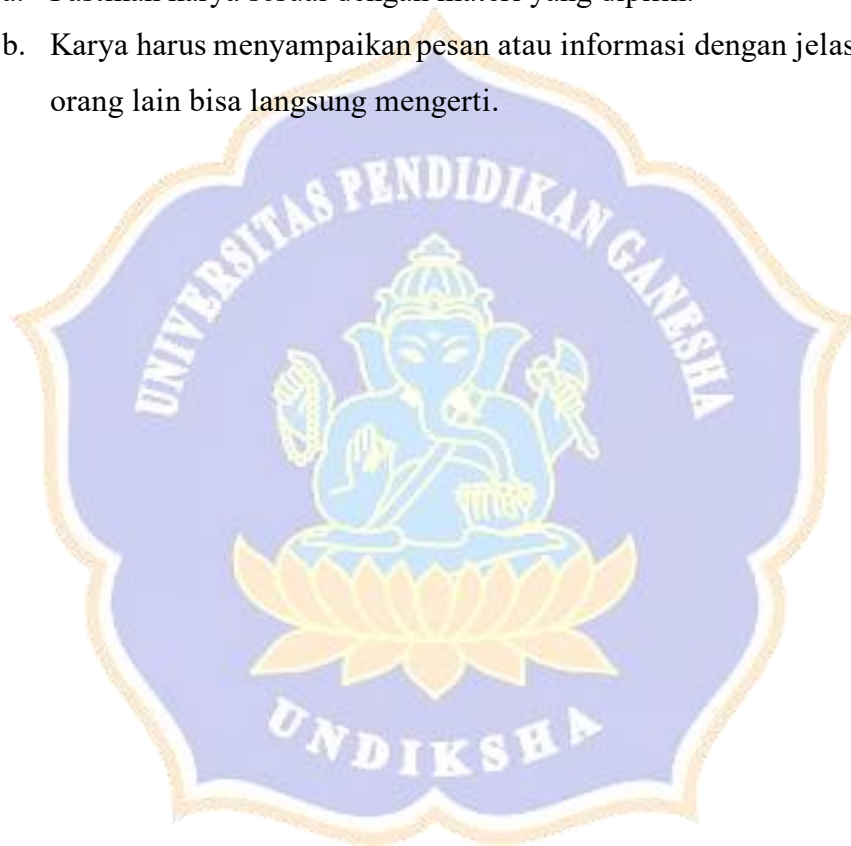 b. Karya harus menyampaikan pesan atau informasi dengan jelas
orang lain bisa langsung mengerti.
UNIVERSITAS PENDIDIKAN GANESHA
UNDIKSHA